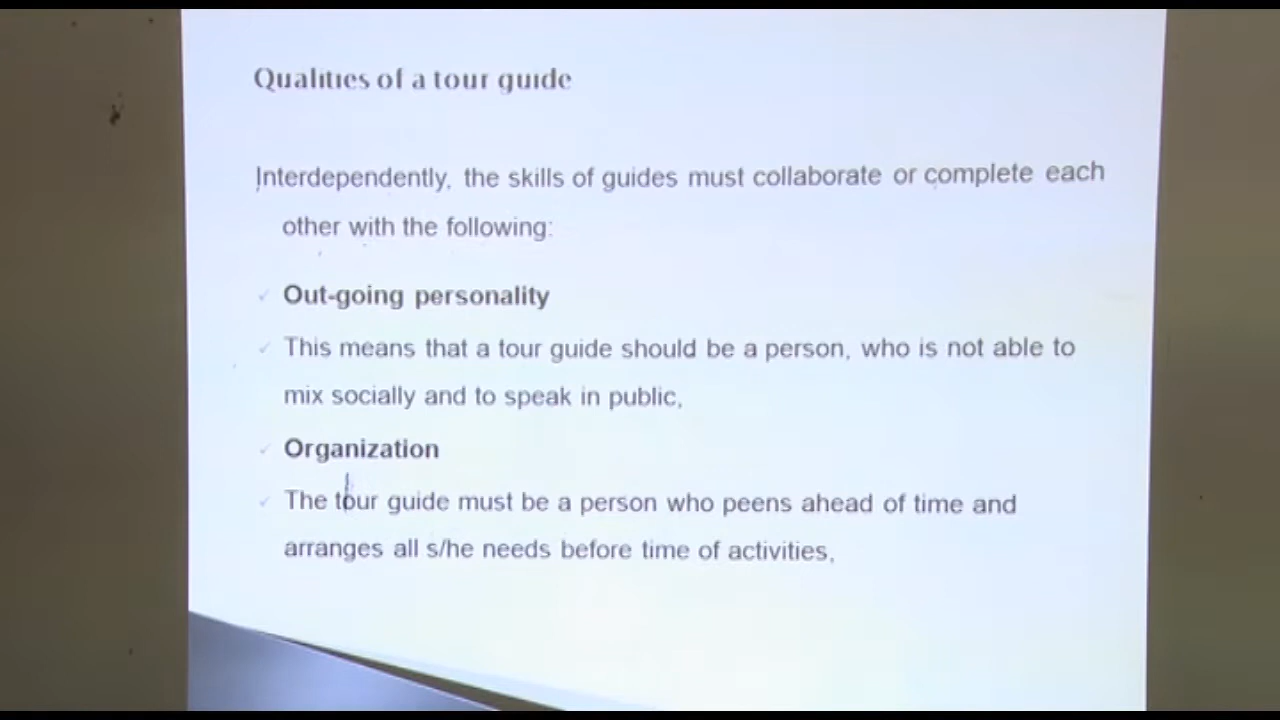 Qualities of a tour guide
Interdependently, the skills of guides must collaborate or complete each
other with the following:
✓ Out-going personality
✓ This means that a tour guide should be a person, who is not able to
mix socially and to speak in public,
✓ Organization
✓ The tour guide must be a person who peens ahead of time and
arranges all s/he needs before time of activities,